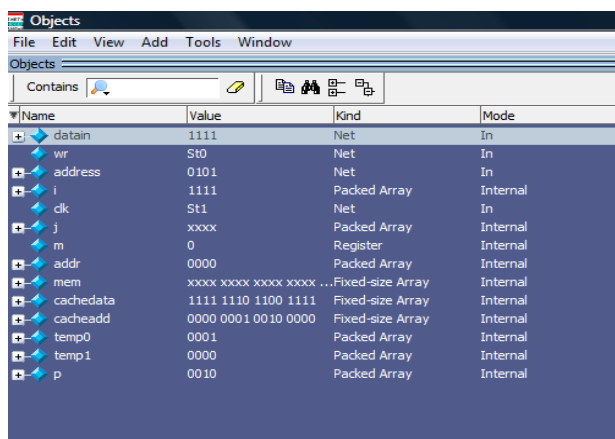 Objects
File Edit View Add Tools Window
Objects
Contains
Name Value Kind Mode
datain 1111 Net In
wr St0 Net In
address 0101 Net In
i 1111 Packed Array Internal
clk St1 Net In
j xxxx Packed Array Internal
m 0 Register Internal
addr 0000 Packed Array Internal
mem xxxx xxxx xxxx xxxx ... Fixed-size Array Internal
cachedata 1111 1110 1100 1111 Fixed-size Array Internal
cacheadd 0000 0001 0010 0000 Fixed-size Array Internal
temp0 0001 Packed Array Internal
temp1 0000 Packed Array Internal
p 0010 Packed Array Internal